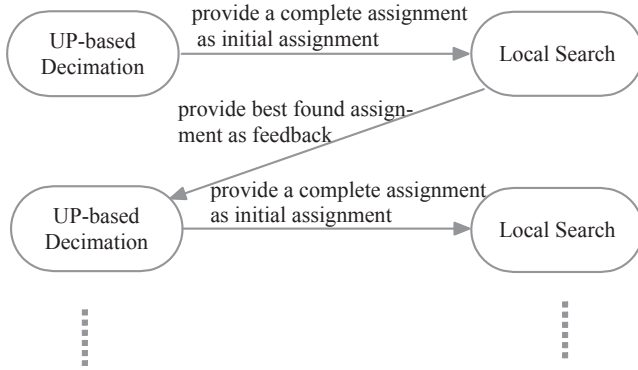 provide a complete assignment
as initial assignment
UP-based
Decimation
Local Search
provide best found assign-
ment as feedback
provide a complete assignment
as initial assignment
UP-based
Decimation
Local Search